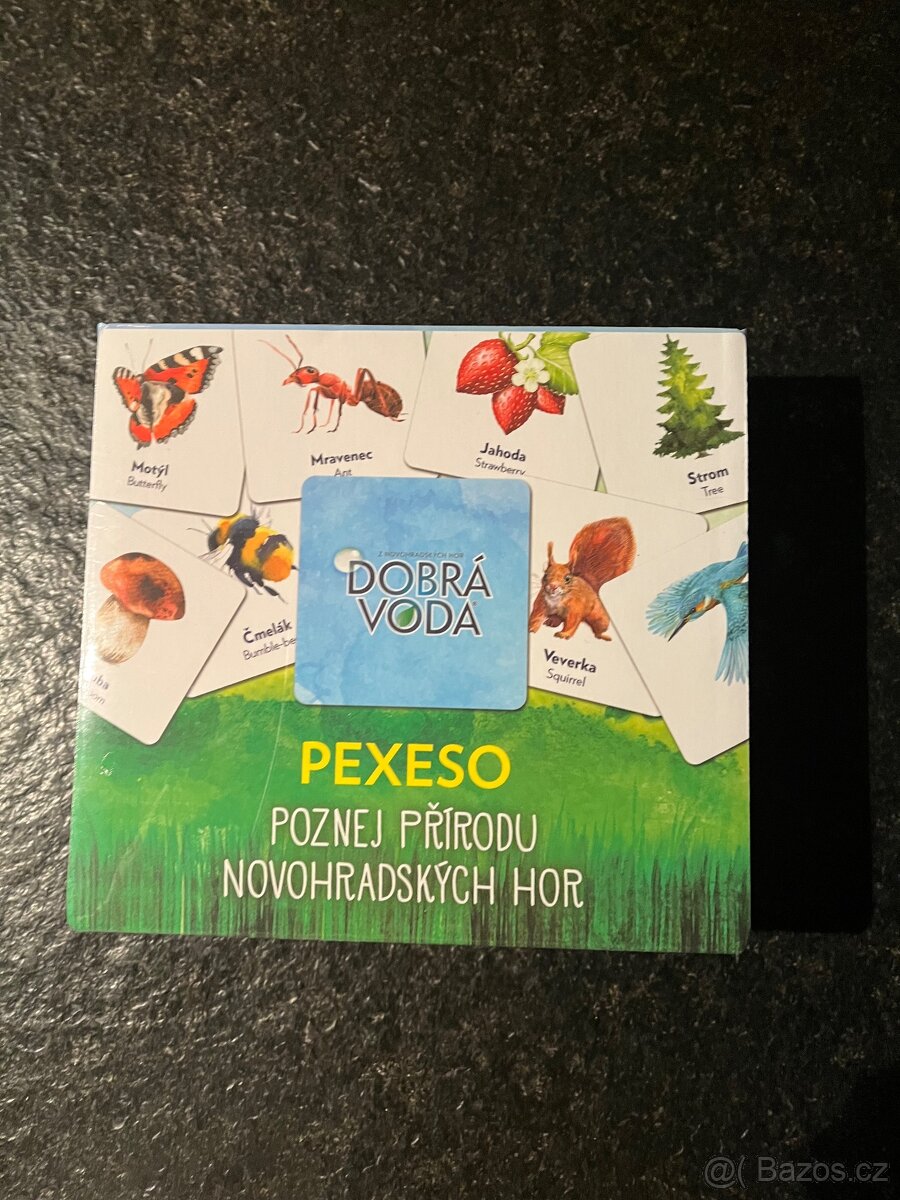 Motýl
Butterfly
Mravenec
Ant
Jahoda
Strawberry
Strom
Tree
Čmelák
Z NOVOHRADSKÝCH HOR
DOBRÁ
VODA
Veverka
Squirrel
PEXESO
POZNEJ PŘÍRODU
NOVOHRADSKÝCH HOR
@( Bazos.cz